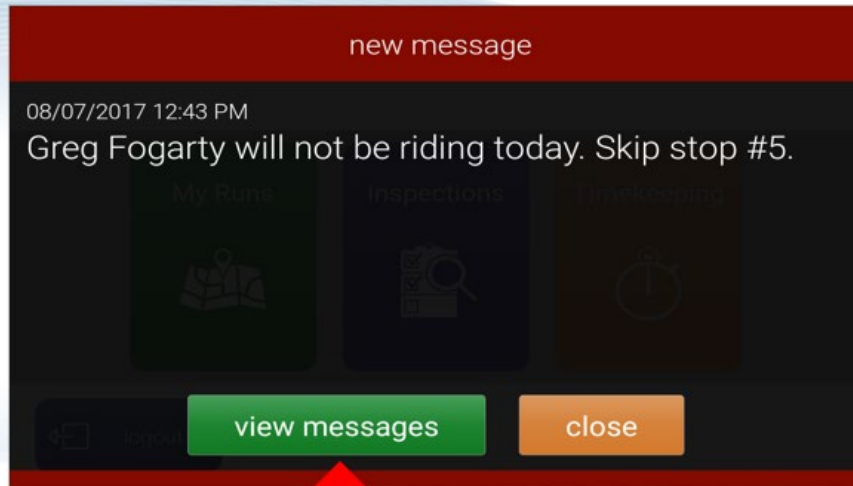 new message
08/07/2017 12:43 PM
Greg Fogarty will not be riding today. Skip stop #5.
My Runs
Inspections
Timekeeping
logout
view messages
close